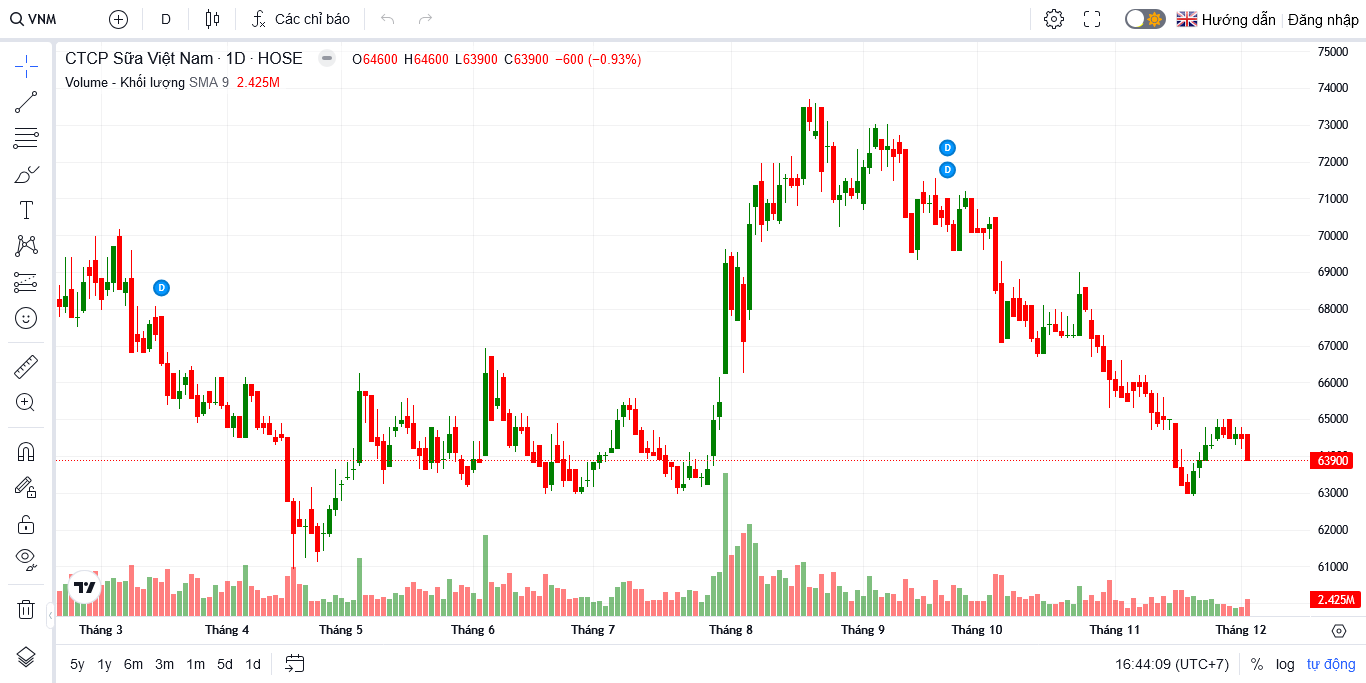 VNM D Các chỉ báo Hướng dẫn Đăng nhập
CTCP Sữa Việt Nam · 1D · HOSE O64600 H64600 L63900 C63900 −600 (−0.93%)
Volume - Khối lượng SMA 9 2.425M
75000
74000
73000
72000
D
D
71000
70000
69000
D
68000
67000
66000
65000
63900
63000
62000
61000
2.425M
Tháng 3 Tháng 4 Tháng 5 Tháng 6 Tháng 7 Tháng 8 Tháng 9 Tháng 10 Tháng 11 Tháng 12
5y 1y 6m 3m 1m 5d 1d 16:44:09 (UTC+7) % log tự động